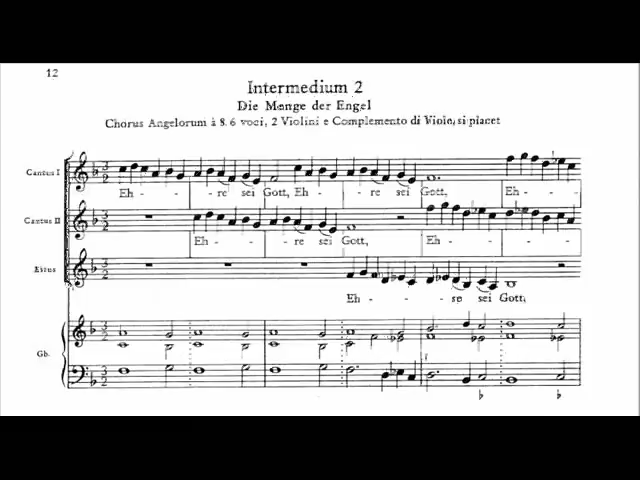 12
Intermedium 2
Die Menge der Engel
Chorus Angelorum à 8. 6 voci, 2 Violini e Complemento di Viole, si placet
Cantus I
Eh - - - re sei Gott, Eh - - re sei Gott, Eh -
Cantus II
Eh - - - re sei Gott, Eh - -
Eh - - - re sei Gott,
Gb.